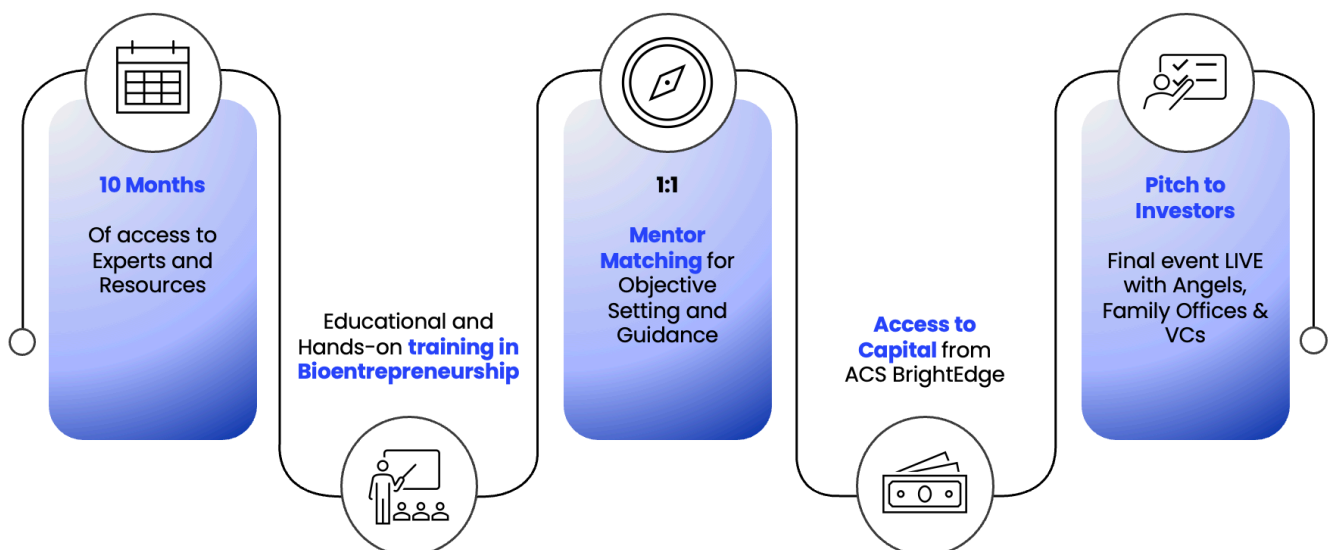 10 Months
Of access to
Experts and
Resources
Educational and
Hands-on training in
Bioentrepreneurship
1:1
Mentor
Matching for
Objective
Setting and
Guidance
Access to
Capital from
ACS BrightEdge
Pitch to
Investors
Final event LIVE
with Angels,
Family Offices &
VCs